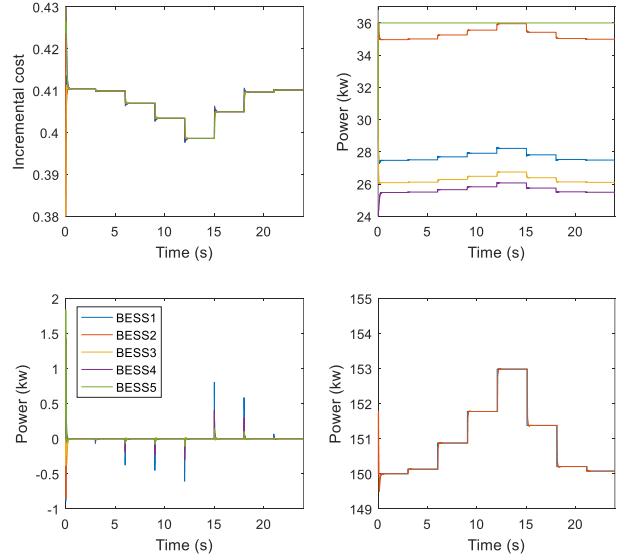 0.43
0.42
0.41
0.4
0.39
0.38
Incremental cost
0 5 10 15 20
Time (s)
36
34
32
30
28
26
24
Power (kw)
0 5 10 15 20
Time (s)
2
1.5
1
0.5
0
-0.5
-1
Power (kw)
BESS1
BESS2
BESS3
BESS4
BESS5
0 5 10 15 20
Time (s)
155
154
153
152
151
150
149
Power (kw)
0 5 10 15 20
Time (s)